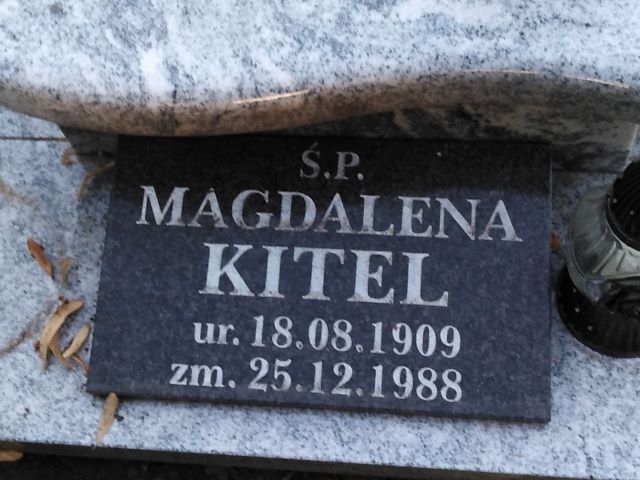 Ś.P.
MAGDALENA
KITEL
ur. 18.08.1909
zm. 25.12.1988